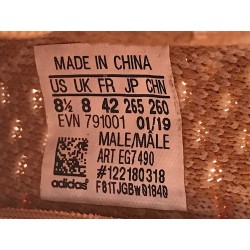 MADE IN CHINA
US UK FR JP CHN
8½ 8 42 265 260
EVN 791001 01/19
MALE/MÂLE
ART EG7490
#122180318
adidas F81TJGBW01840